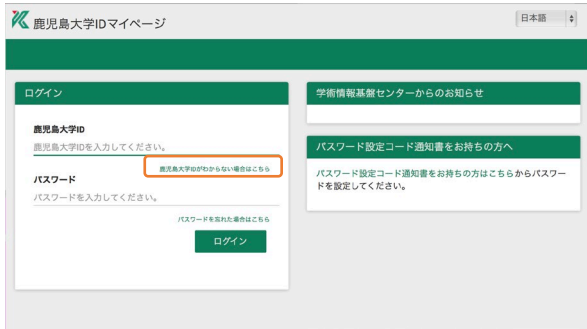 鹿児島大学IDマイページ
日本語
ログイン
鹿児島大学ID
鹿児島大学IDを入力してください。
鹿児島大学IDがわからない場合はこちら
パスワード
パスワードを入力してください。
パスワードを忘れた場合はこちら
ログイン
学術情報基盤センターからのお知らせ
パスワード設定コード通知書をお持ちの方へ
パスワード設定コード通知書をお持ちの方はこちらからパスワー
ドを設定してください。